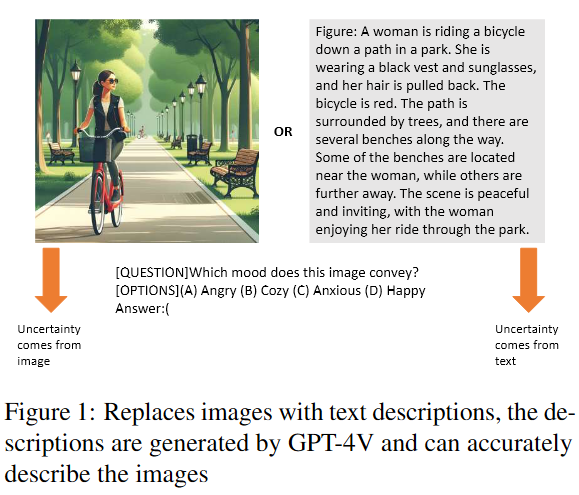 Figure: A woman is riding a bicycle
down a path in a park. She is
wearing a black vest and sunglasses,
and her hair is pulled back. The
bicycle is red. The path is
surrounded by trees, and there are
several benches along the way.
Some of the benches are located
near the woman, while others are
further away. The scene is peaceful
and inviting, with the woman
enjoying her ride through the park.
OR
[QUESTION]Which mood does this image convey?
[OPTIONS](A) Angry (B) Cozy (C) Anxious (D) Happy
Answer:(
Uncertainty
comes from
image
Uncertainty
comes from
text
Figure 1: Replaces images with text descriptions, the de-
scriptions are generated by GPT-4V and can accurately
describe the images